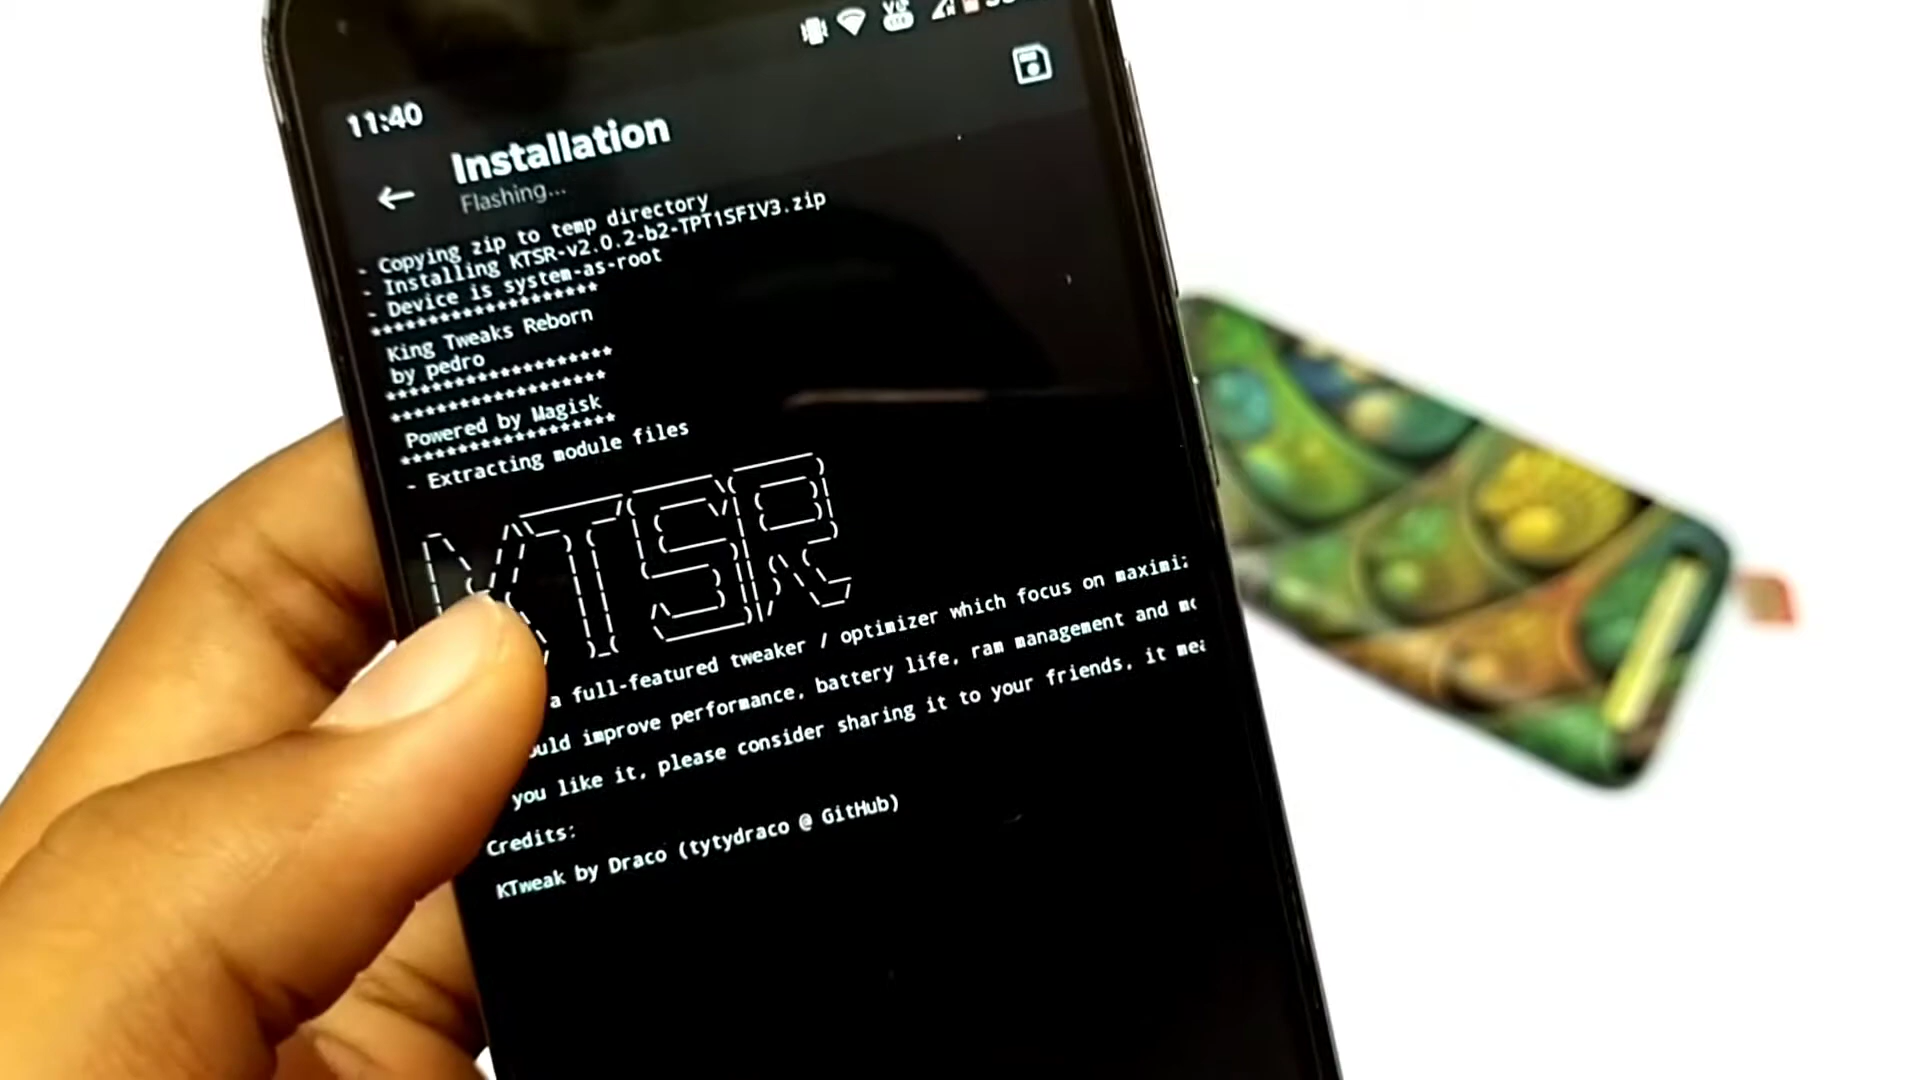 11:40
Installation
Flashing...
- Copying zip to temp directory
- Installing KTSR-v2.0.2-b2-TPT1SFIV3.zip
- Device is system-as-root
********************
King Tweaks Reborn
by pedro
********************
*******************
Powered by Magisk
*******************
- Extracting module files
KTSR
a full-featured tweaker / optimizer which focus on
improve performance, battery life, ram management and
you like it, please consider sharing it to your friends, it
Credits:
KTweak by Draco (tytydraco @ GitHub)